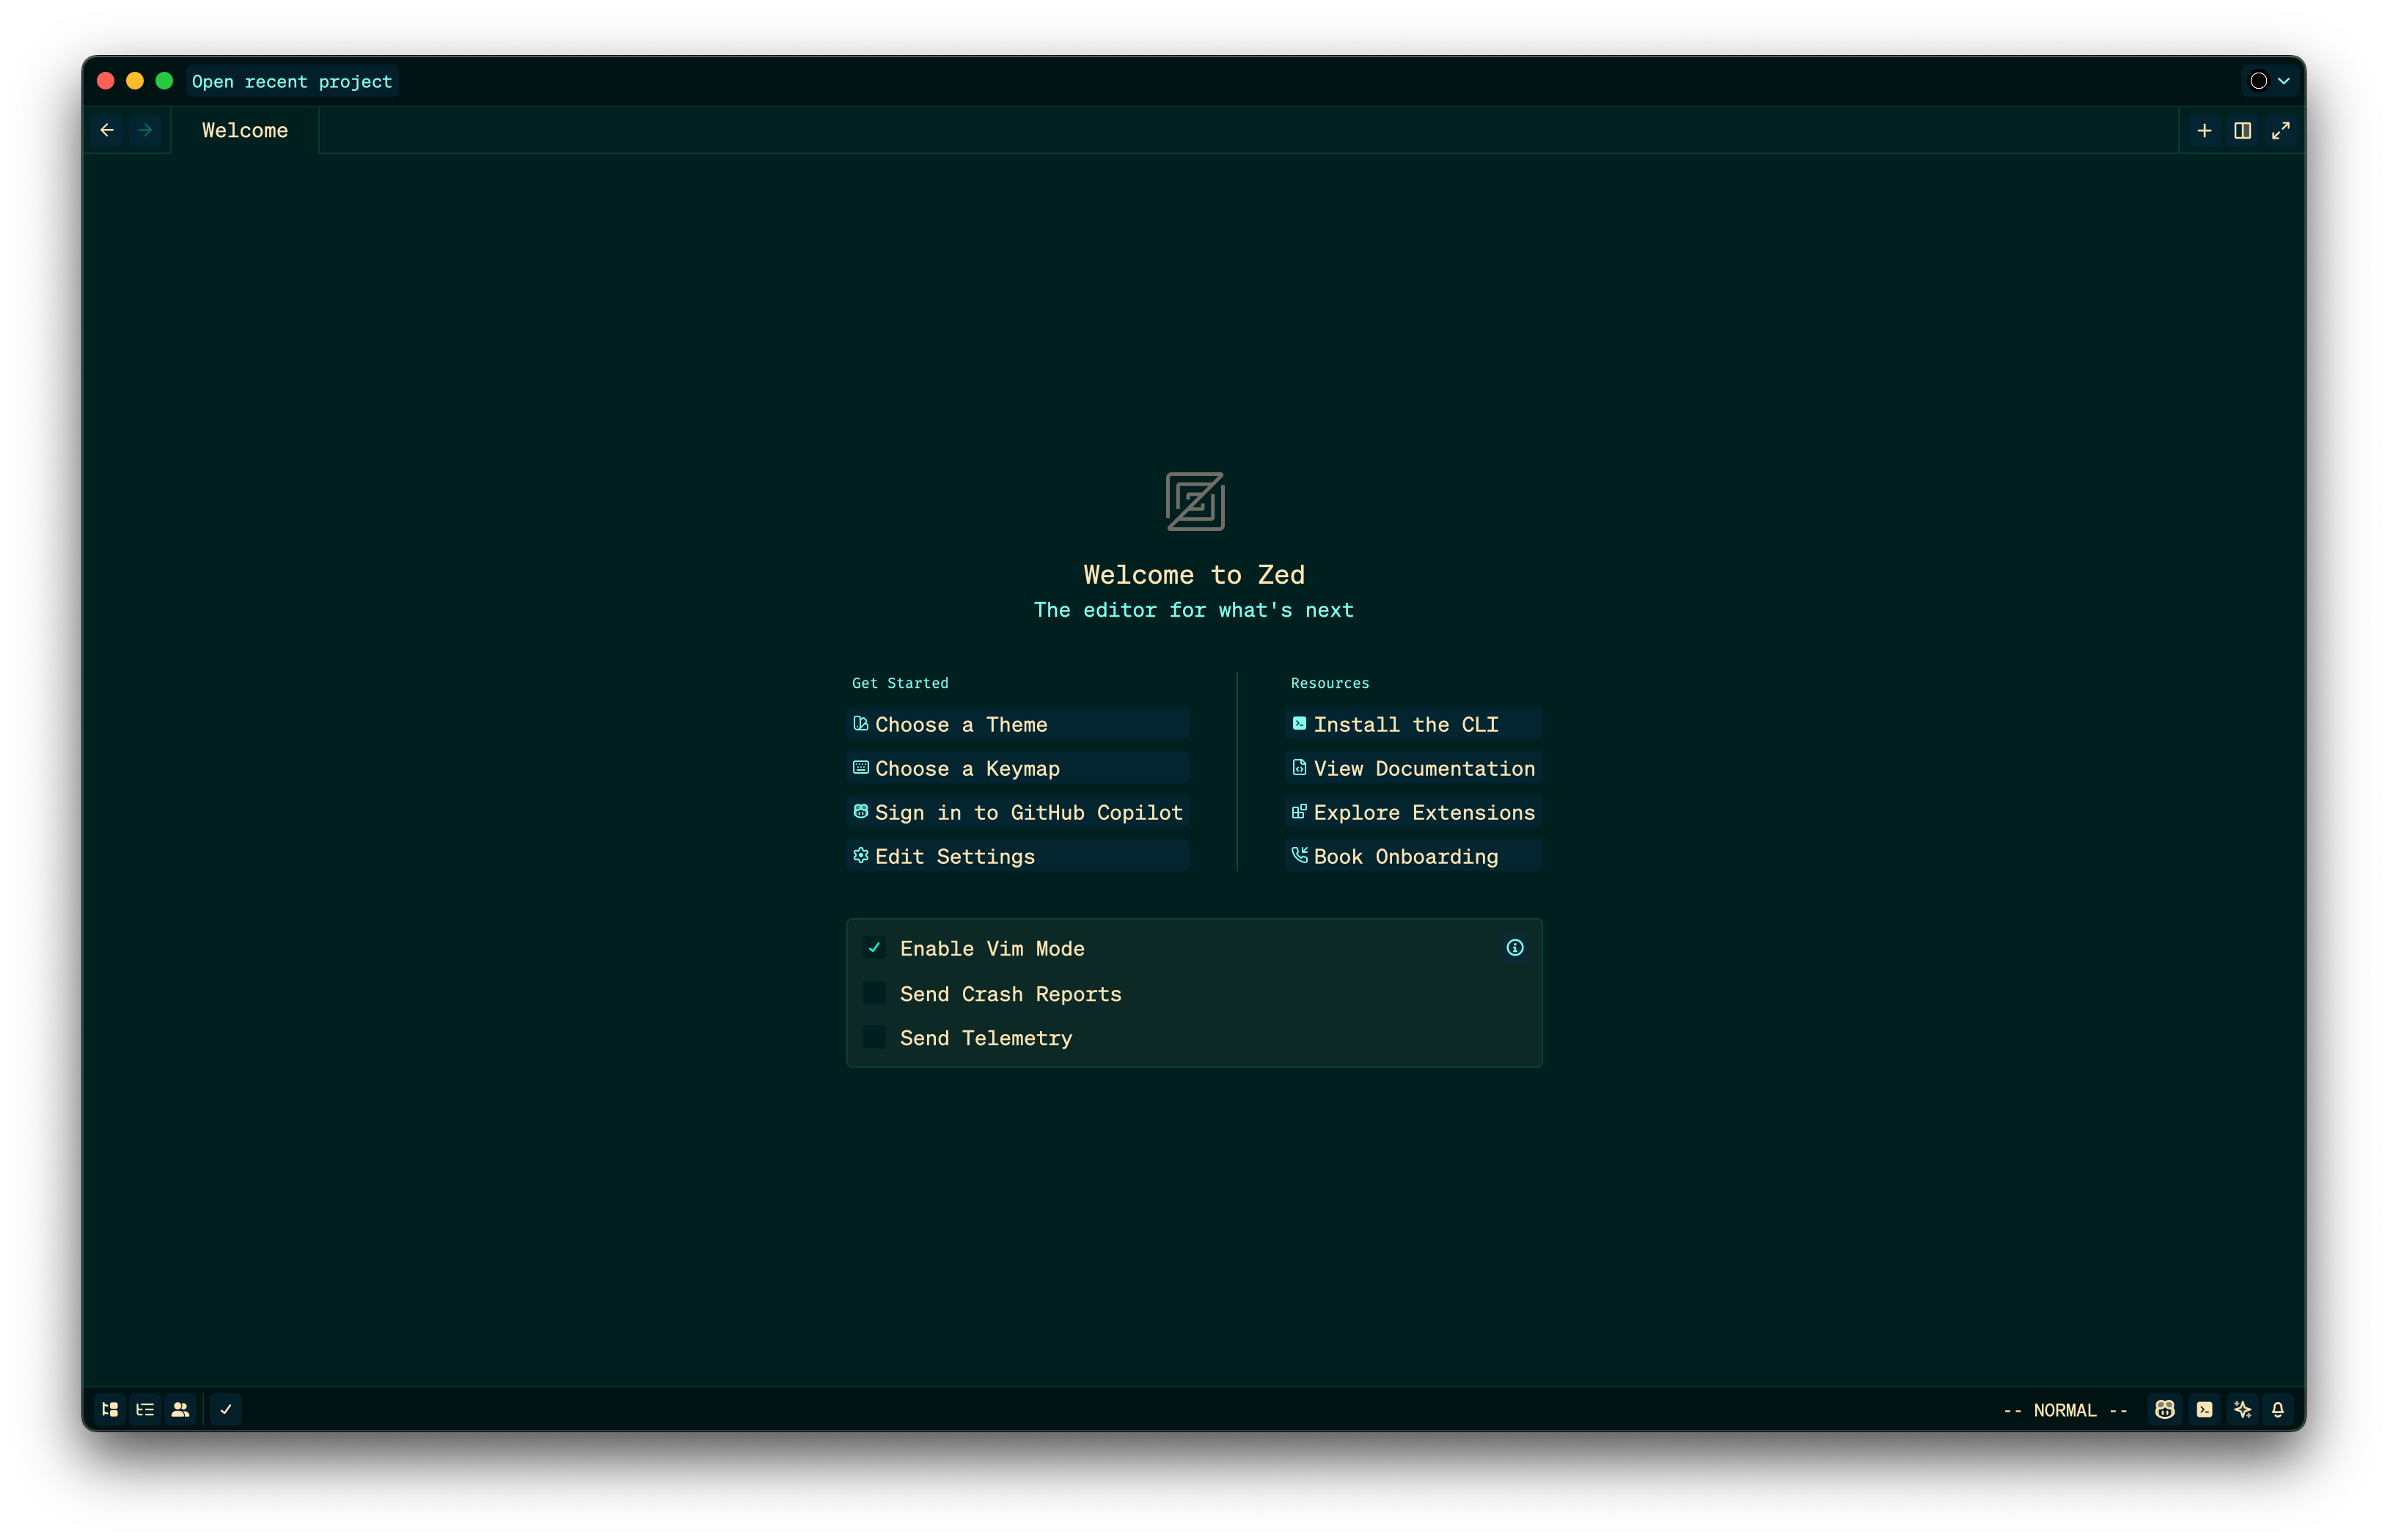 Open recent project
Welcome
Welcome to Zed
The editor for what's next
Get Started
Choose a Theme
Choose a Keymap
Sign in to GitHub Copilot
Edit Settings
Resources
Install the CLI
View Documentation
Explore Extensions
Book Onboarding
Enable Vim Mode
Send Crash Reports
Send Telemetry
-- NORMAL --